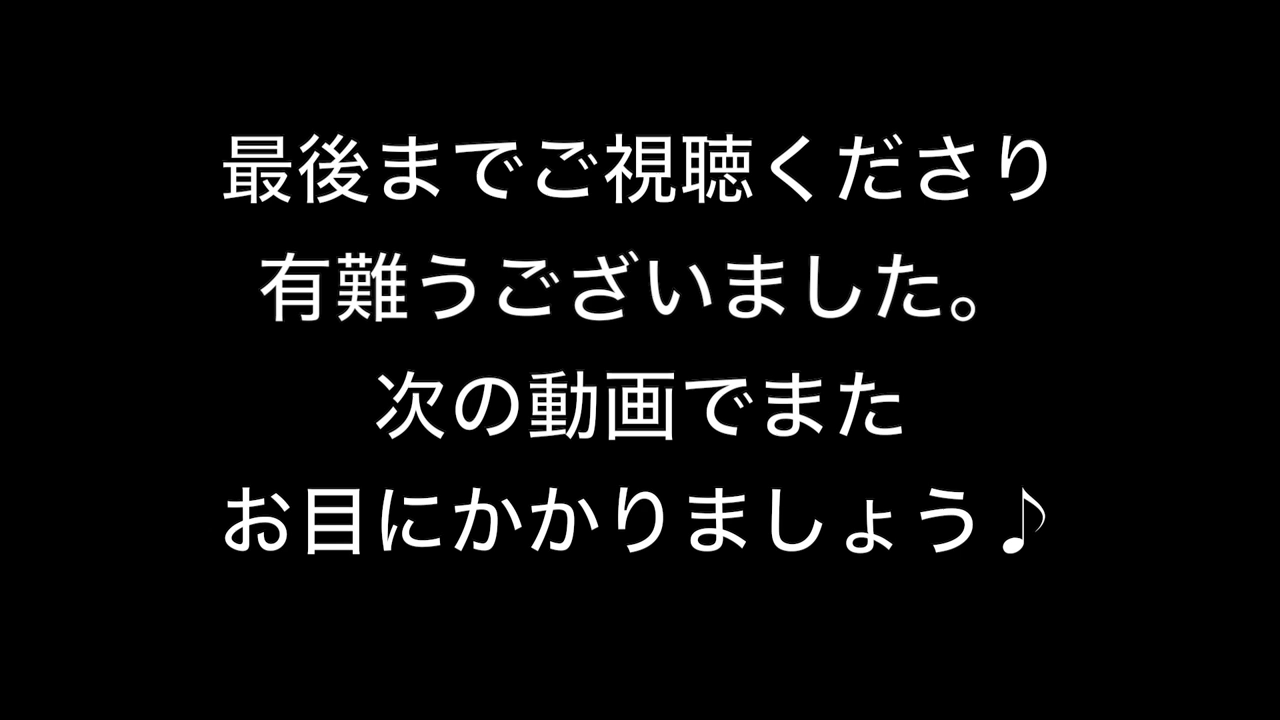 最後までご視聴くださり
有難うございました。
次の動画でまた
お目にかかりましょう♪